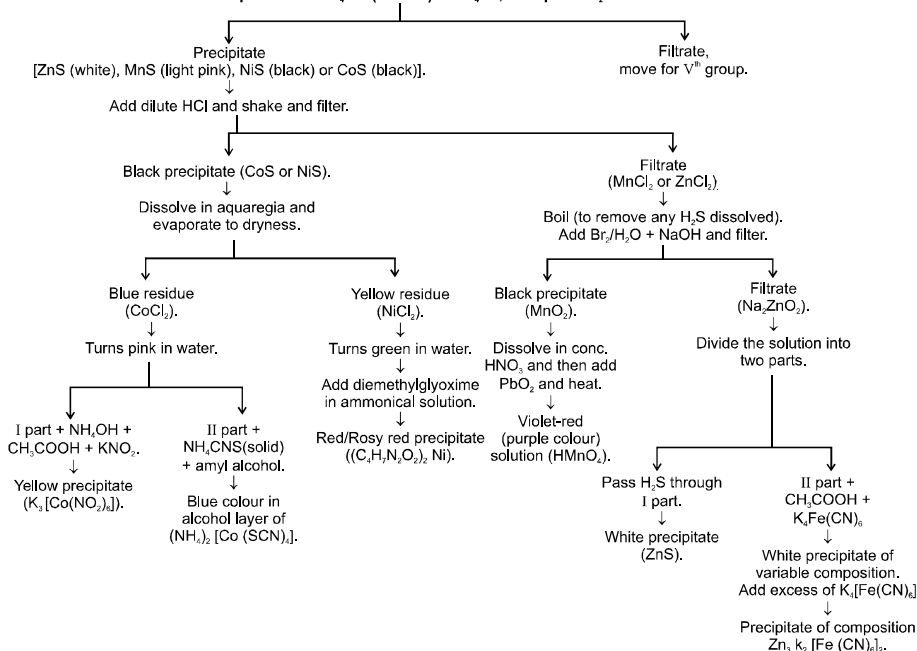 Precipitate
[ZnS (white), MnS (light pink), NiS (black) or CoS (black)].
↓
Add dilute HCl and shake and filter.
Filtrate,
move for Vᵗʰ group.
Black precipitate (CoS or NiS).
↓
Dissolve in aquaregia and
evaporate to dryness.
Filtrate
(MnCl₂ or ZnCl₂)
↓
Boil (to remove any H₂S dissolved).
Add Br₂/H₂O + NaOH and filter.
Blue residue
(CoCl₂).
↓
Turns pink in water.
Yellow residue
(NiCl₂).
↓
Turns green in water.
↓
Add diemethylglyoxime
in ammonical solution.
↓
Red/Rosy red precipitate
((C₄H₇N₂O₂)₂ Ni).
Black precipitate
(MnO₂).
↓
Dissolve in conc.
HNO₃ and then add
PbO₂ and heat.
↓
Violet-red
(purple colour)
solution (HMnO₄).
Filtrate
(Na₂ZnO₂).
↓
Divide the solution into
two parts.
I part + NH₄OH +
CH₃COOH + KNO₂.
↓
Yellow precipitate
(K₃[Co(NO₂)₆]).
II part +
NH₄CNS(solid)
+ amyl alcohol.
↓
Blue colour in
alcohol layer of
(NH₄)₂ [Co (SCN)₄].
Pass H₂S through
I part.
↓
White precipitate
(ZnS).
II part +
CH₃COOH +
K₄Fe(CN)₆
↓
White precipitate of
variable composition.
Add excess of K₄[Fe(CN)₆]
↓
Precipitate of composition
Zn₃ k₂ [Fe (CN)₆]₂.